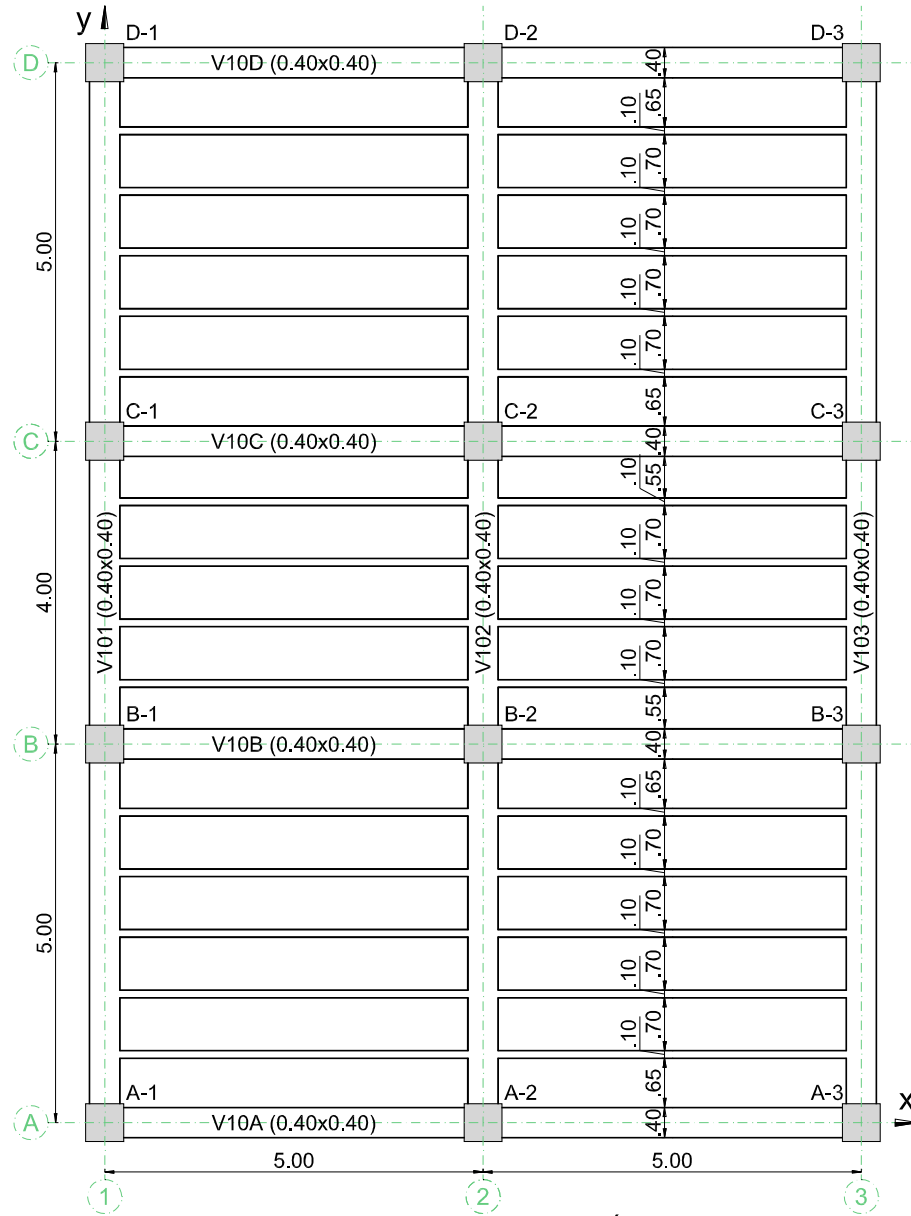 y
D-1 D-2 D-3
D V10D (0.40x0.40) .40
.10 .65
.10 .70
.10 .70
5.00 .10 .70
.10 .70
.65
C-1 C-2 C-3
C V10C (0.40x0.40) .40
.10 .55
.10 .70
4.00 V101 (0.40x0.40) V102 (0.40x0.40) .10 .70 V103 (0.40x0.40)
.10 .70
.55
B-1 B-2 B-3
B V10B (0.40x0.40) .40
.10 .65
.10 .70
5.00 .10 .70
.10 .70
.10 .70
.65
A-1 A-2 A-3
A V10A (0.40x0.40) .40 x
5.00 5.00
1 2 3